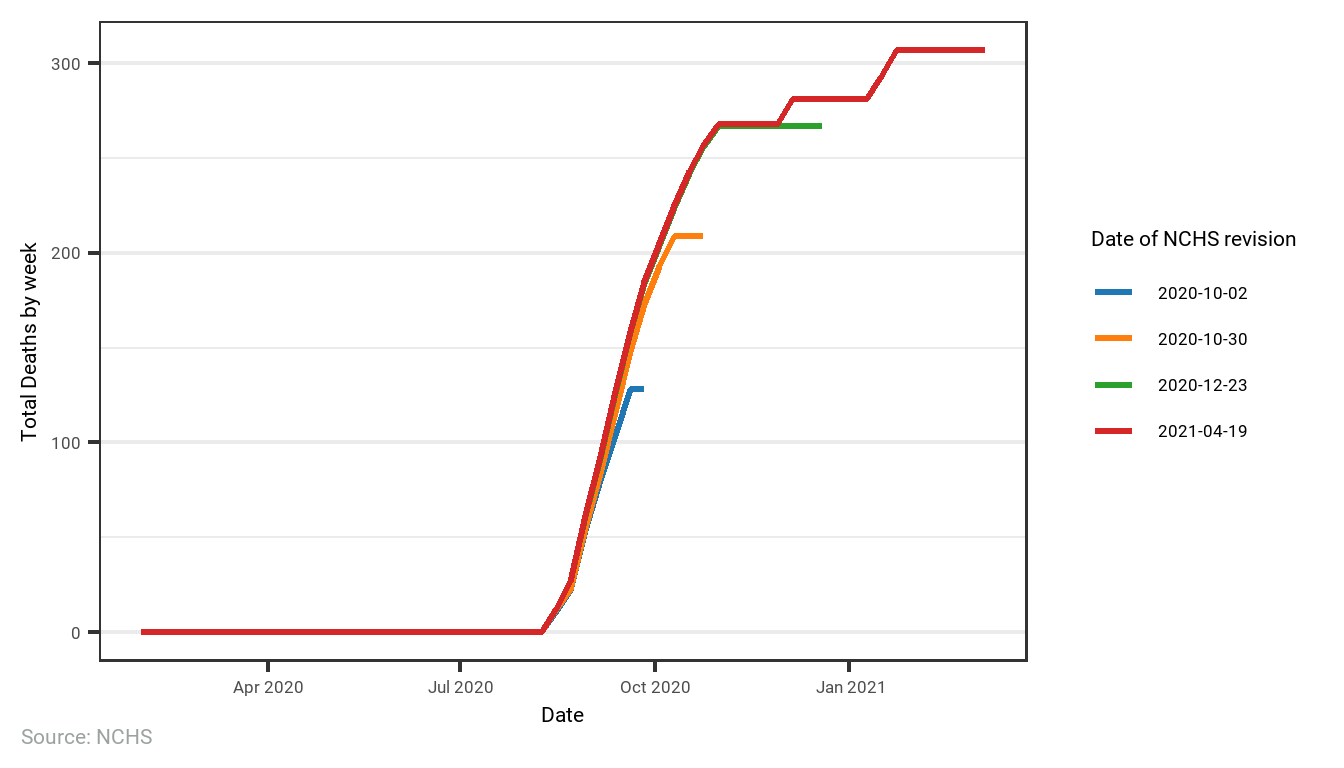 300
200
100
0
Total Deaths by week
Apr 2020
Jul 2020
Oct 2020
Jan 2021
Date
Date of NCHS revision
2020-10-02
2020-10-30
2020-12-23
2021-04-19
Source: NCHS